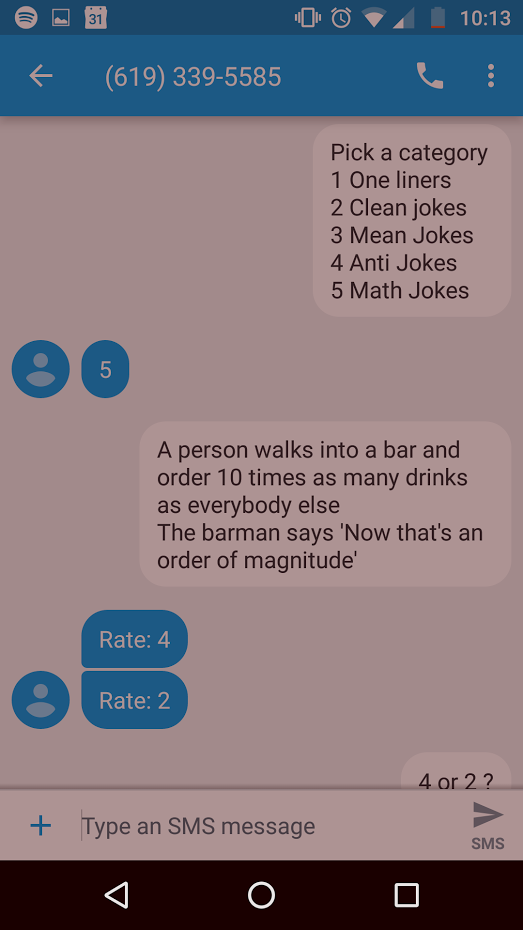 31
10:13
(619) 339-5585
Pick a category
1 One liners
2 Clean jokes
3 Mean Jokes
4 Anti Jokes
5 Math Jokes
5
A person walks into a bar and
order 10 times as many drinks
as everybody else
The barman says 'Now that's an
order of magnitude'
Rate: 4
Rate: 2
4 or 2 ?
Type an SMS message
SMS